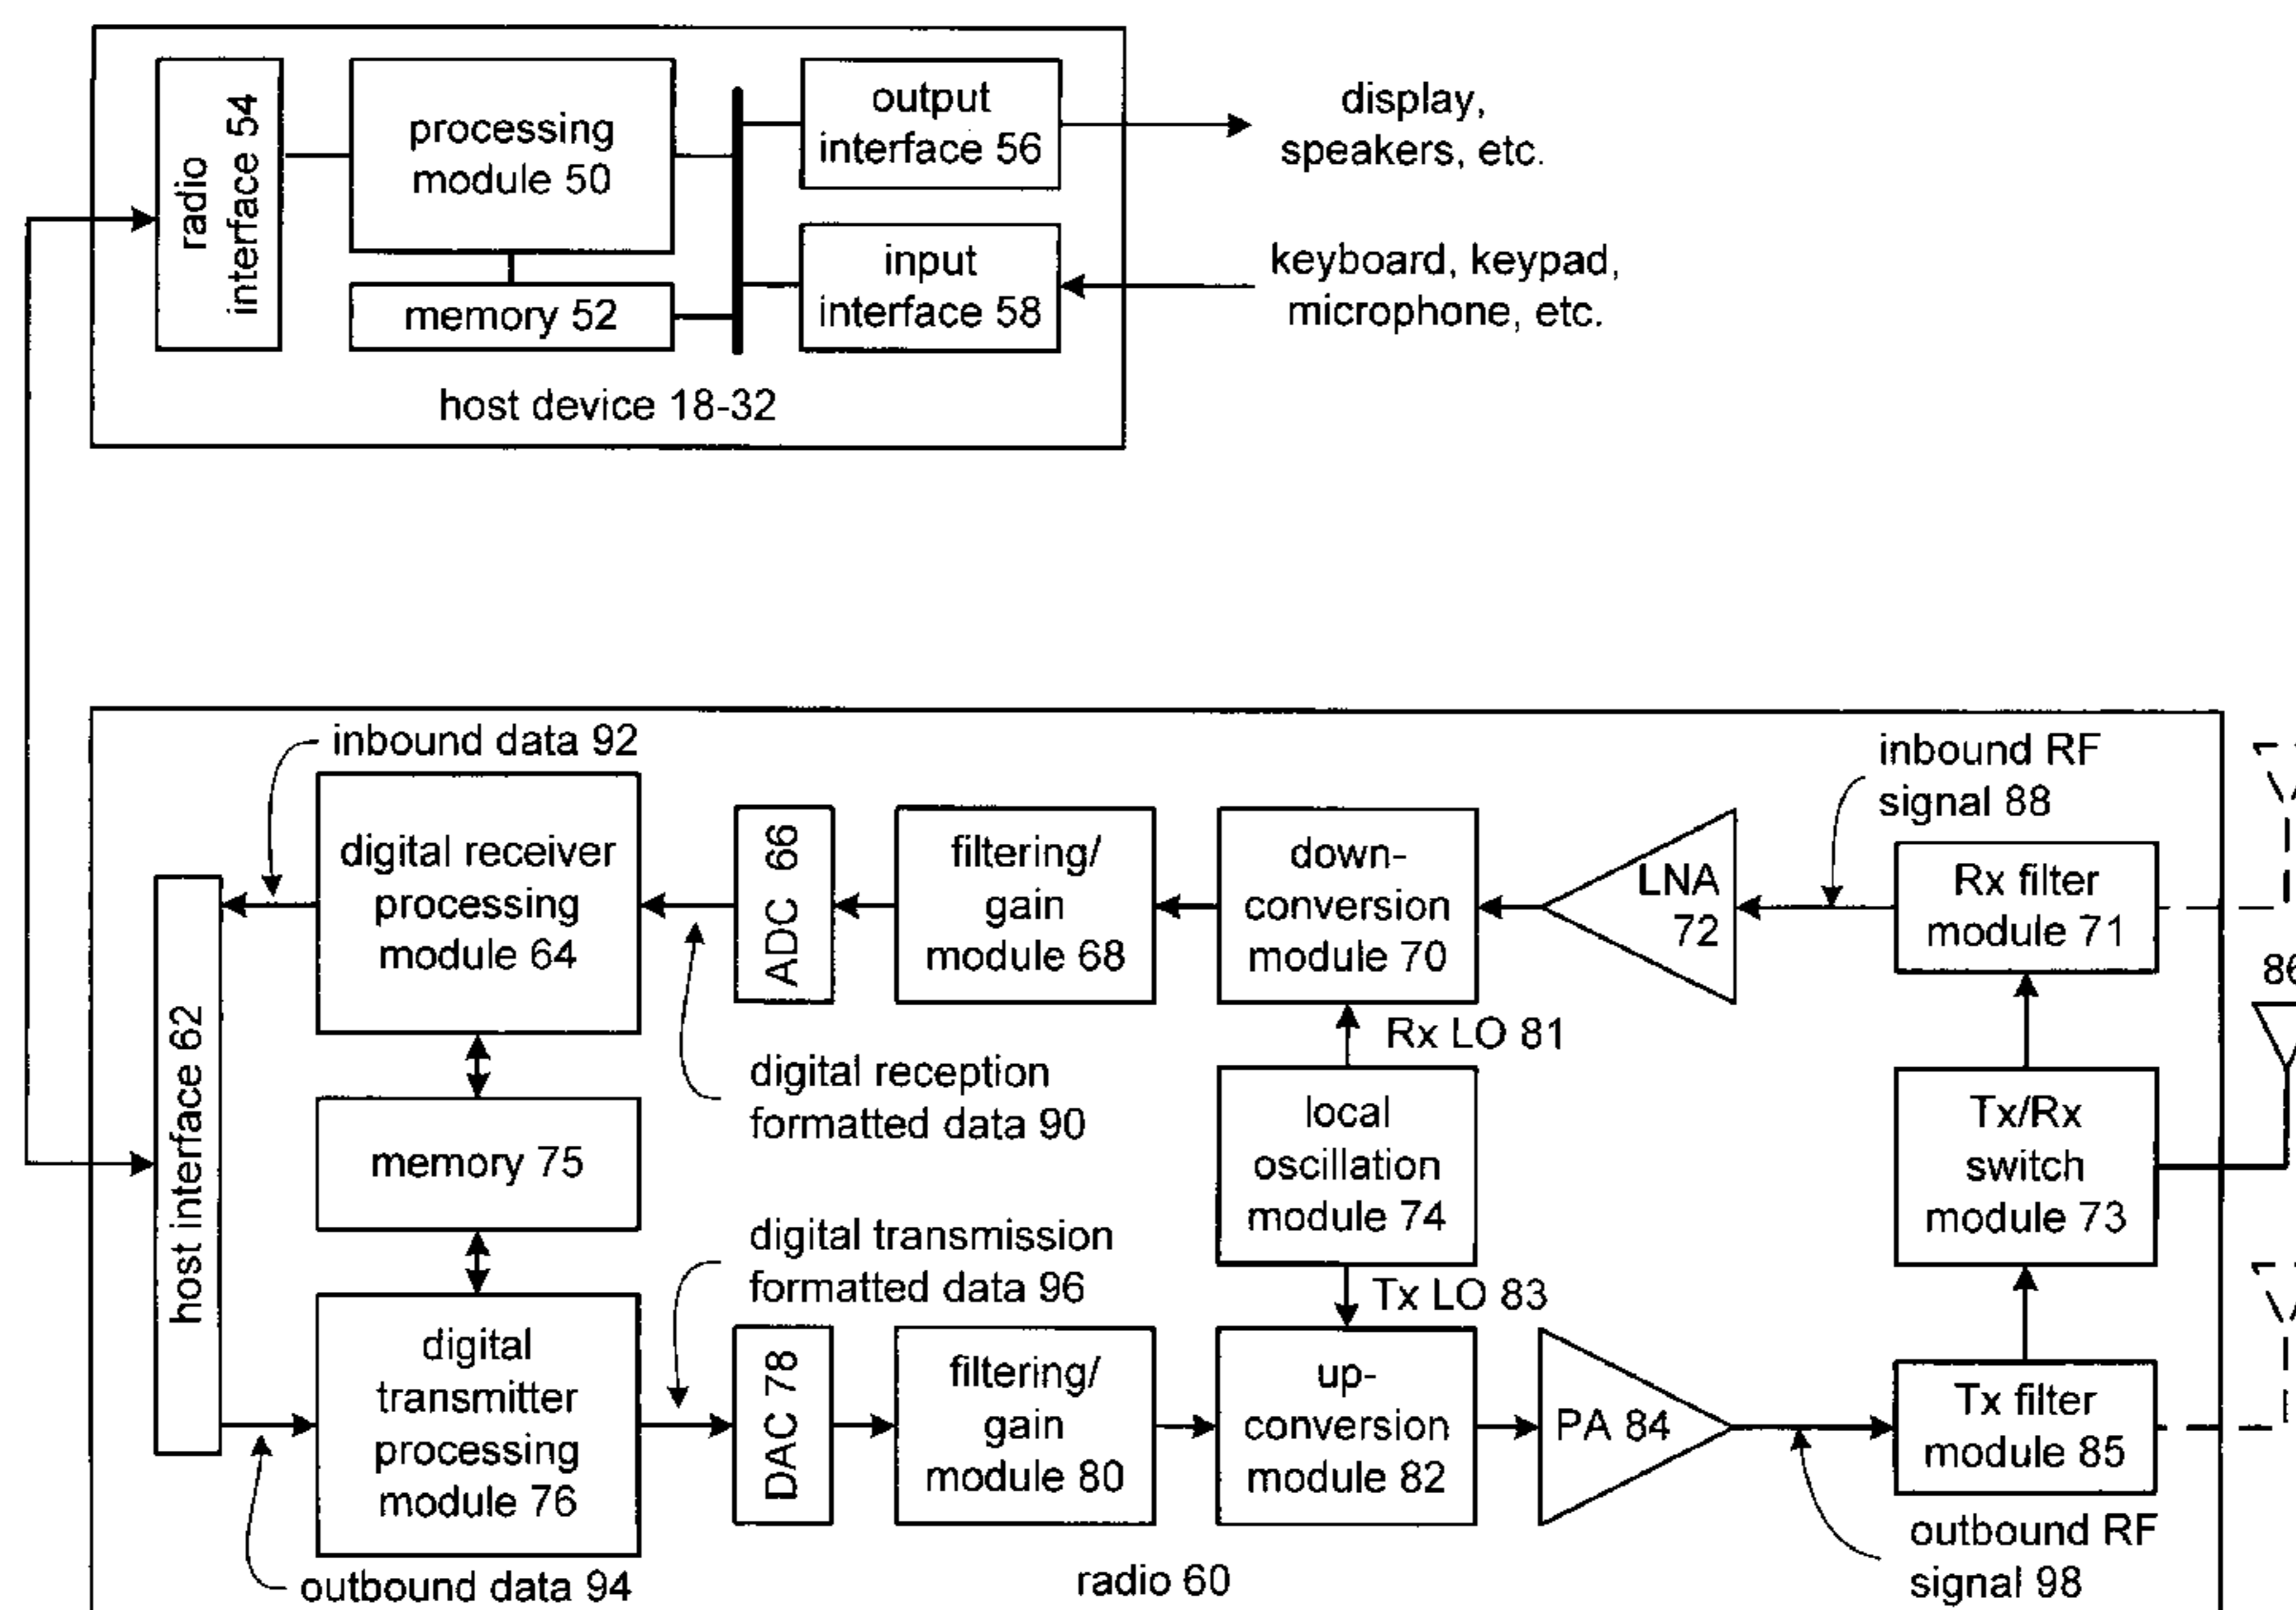 radio
interface 54
processing
module 50
memory 52
output
interface 56
input
interface 58
display,
speakers, etc.
keyboard, keypad,
microphone, etc.
host device 18-32
inbound data 92
host interface 62
digital receiver
processing
module 64
ADC 66
filtering/
gain
module 68
down-
conversion
module 70
LNA
72
inbound RF
signal 88
Rx filter
module 71
86
Rx LO 81
digital reception
formatted data 90
memory 75
local
oscillation
module 74
Tx/Rx
switch
module 73
digital transmission
formatted data 96
Tx LO 83
digital
transmitter
processing
module 76
DAC 78
filtering/
gain
module 80
up-
conversion
module 82
PA 84
Tx filter
module 85
outbound RF
signal 98
outbound data 94
radio 60